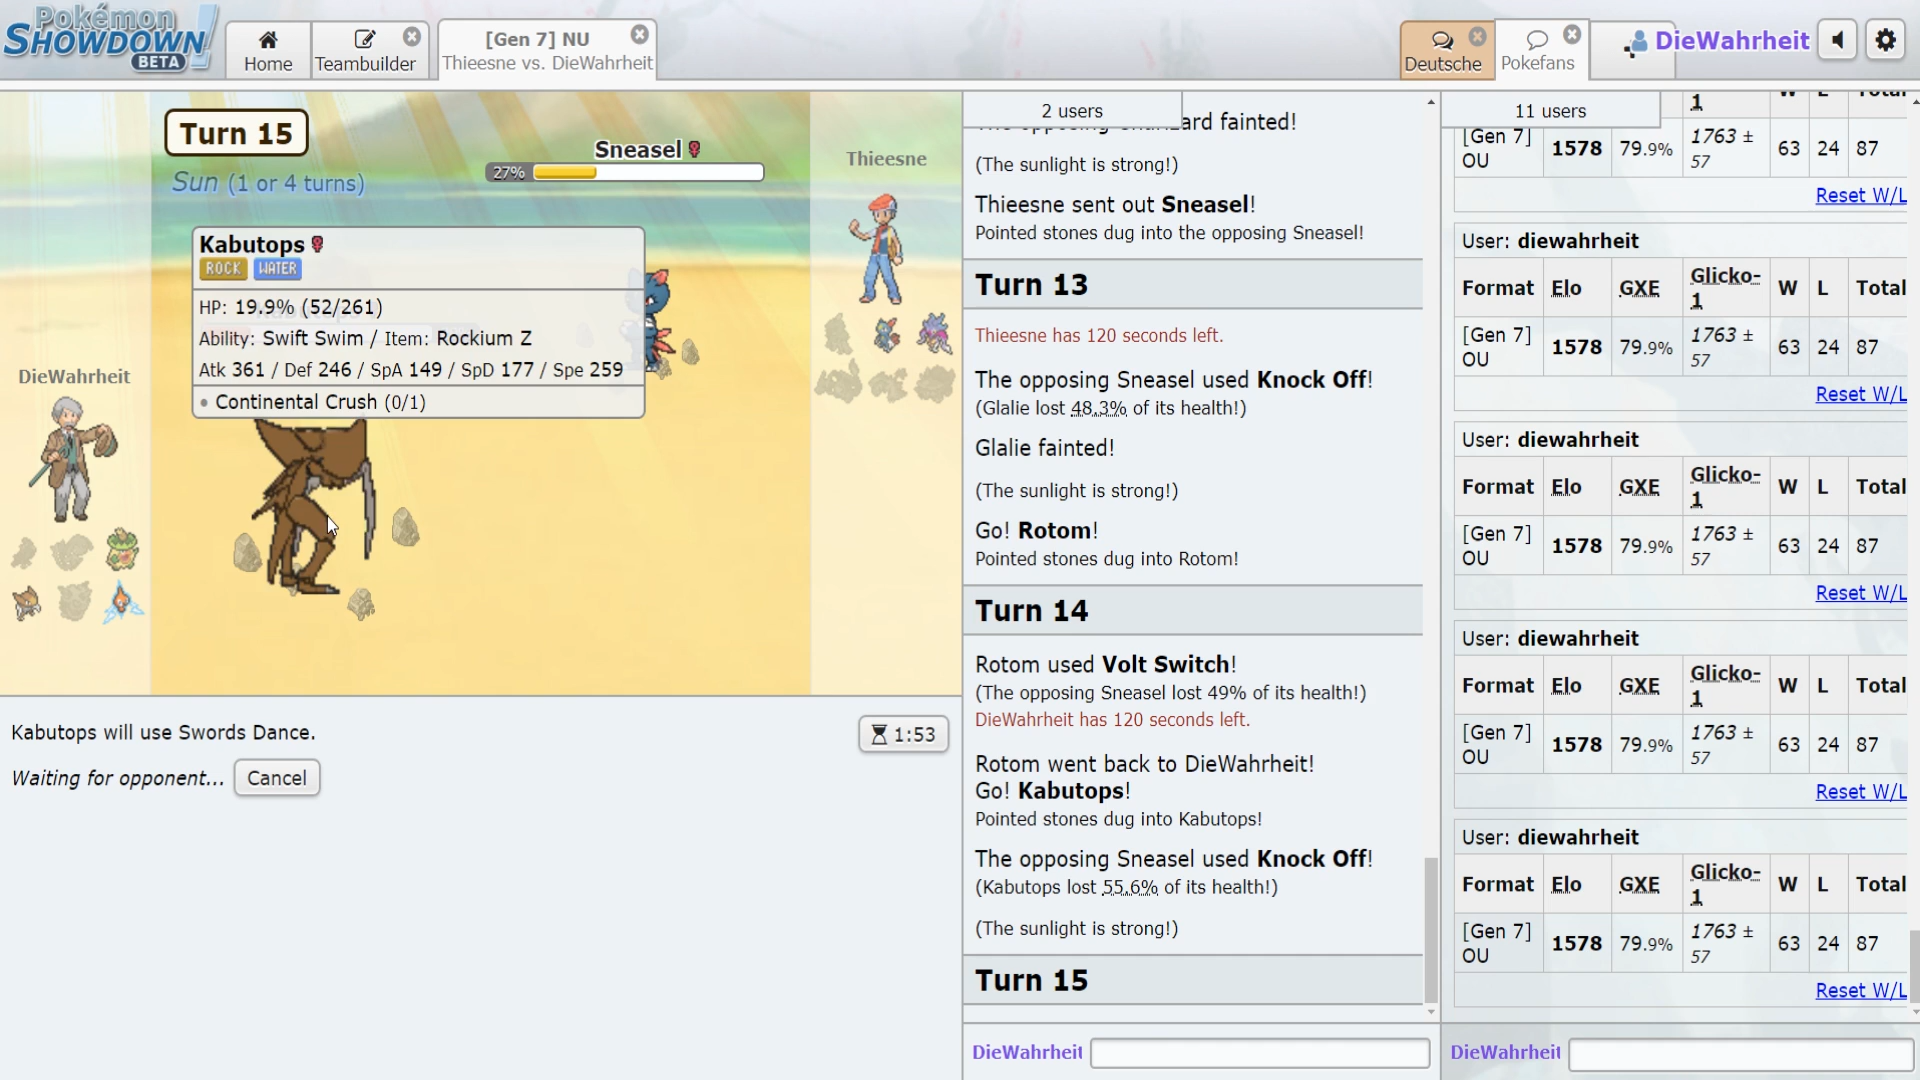 Pokémon
SHOWDOWN!
BETA
Home
Teambuilder
[Gen 7] NU
Thieesne vs. DieWahrheit
Deutsche
Pokefans
DieWahrheit
Turn 15
Sun (1 or 4 turns)
Sneasel
27%
Thieesne
Kabutops
ROCK WATER
HP: 19.9% (52/261)
Ability: Swift Swim / Item: Rockium Z
Atk 361 / Def 246 / SpA 149 / SpD 177 / Spe 259
• Continental Crush (0/1)
DieWahrheit
Kabutops will use Swords Dance.
1:53
Waiting for opponent... Cancel
2 users
fainted!
(The sunlight is strong!)
Thieesne sent out Sneasel!
Pointed stones dug into the opposing Sneasel!
Turn 13
Thieesne has 120 seconds left.
The opposing Sneasel used Knock Off!
(Glalie lost 48.3% of its health!)
Glalie fainted!
(The sunlight is strong!)
Go! Rotom!
Pointed stones dug into Rotom!
Turn 14
Rotom used Volt Switch!
(The opposing Sneasel lost 49% of its health!)
DieWahrheit has 120 seconds left.
Rotom went back to DieWahrheit!
Go! Kabutops!
Pointed stones dug into Kabutops!
The opposing Sneasel used Knock Off!
(Kabutops lost 55.6% of its health!)
(The sunlight is strong!)
Turn 15
DieWahrheit
11 users
1
[Gen 7] OU 1578 79.9% 1763 ± 57 63 24 87
Reset W/L
User: diewahrheit
Format Elo GXE Glicko-1 W L Total
[Gen 7] OU 1578 79.9% 1763 ± 57 63 24 87
Reset W/L
User: diewahrheit
Format Elo GXE Glicko-1 W L Total
[Gen 7] OU 1578 79.9% 1763 ± 57 63 24 87
Reset W/L
User: diewahrheit
Format Elo GXE Glicko-1 W L Total
[Gen 7] OU 1578 79.9% 1763 ± 57 63 24 87
Reset W/L
User: diewahrheit
Format Elo GXE Glicko-1 W L Total
[Gen 7] OU 1578 79.9% 1763 ± 57 63 24 87
Reset W/L
DieWahrheit